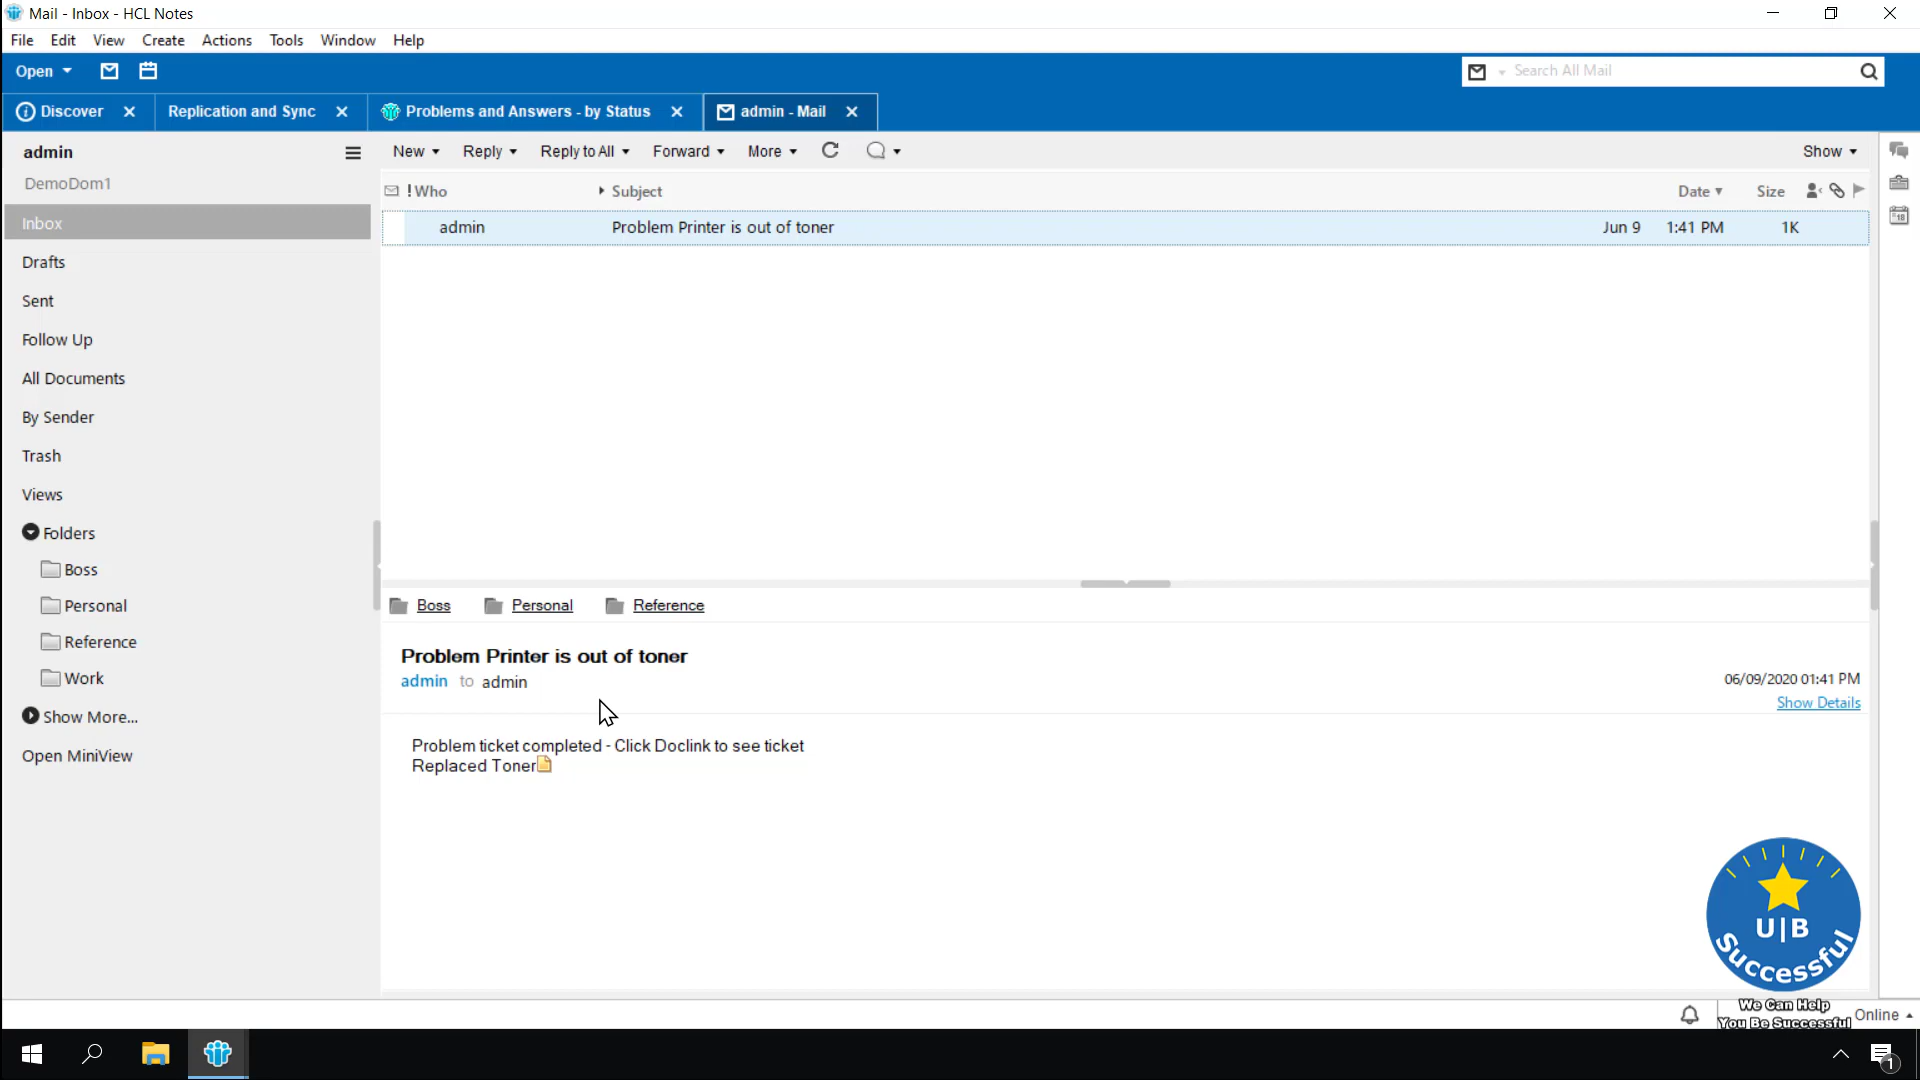 Mail - Inbox - HCL Notes
File Edit View Create Actions Tools Window Help
Open
Search All Mail
Discover
Replication and Sync
Problems and Answers - by Status
admin - Mail
admin
DemoDom1
Inbox
Drafts
Sent
Follow Up
All Documents
By Sender
Trash
Views
Folders
Boss
Personal
Reference
Work
Show More...
Open MiniView
New Reply Reply to All Forward More Show
! Who Subject Date Size
admin Problem Printer is out of toner Jun 9 1:41 PM 1K
Boss Personal Reference
Problem Printer is out of toner
admin to admin
06/09/2020 01:41 PM
Show Details
Problem ticket completed - Click Doclink to see ticket
Replaced Toner
18
U|B
Successful
We Can Help
You Be Successful
Online
1